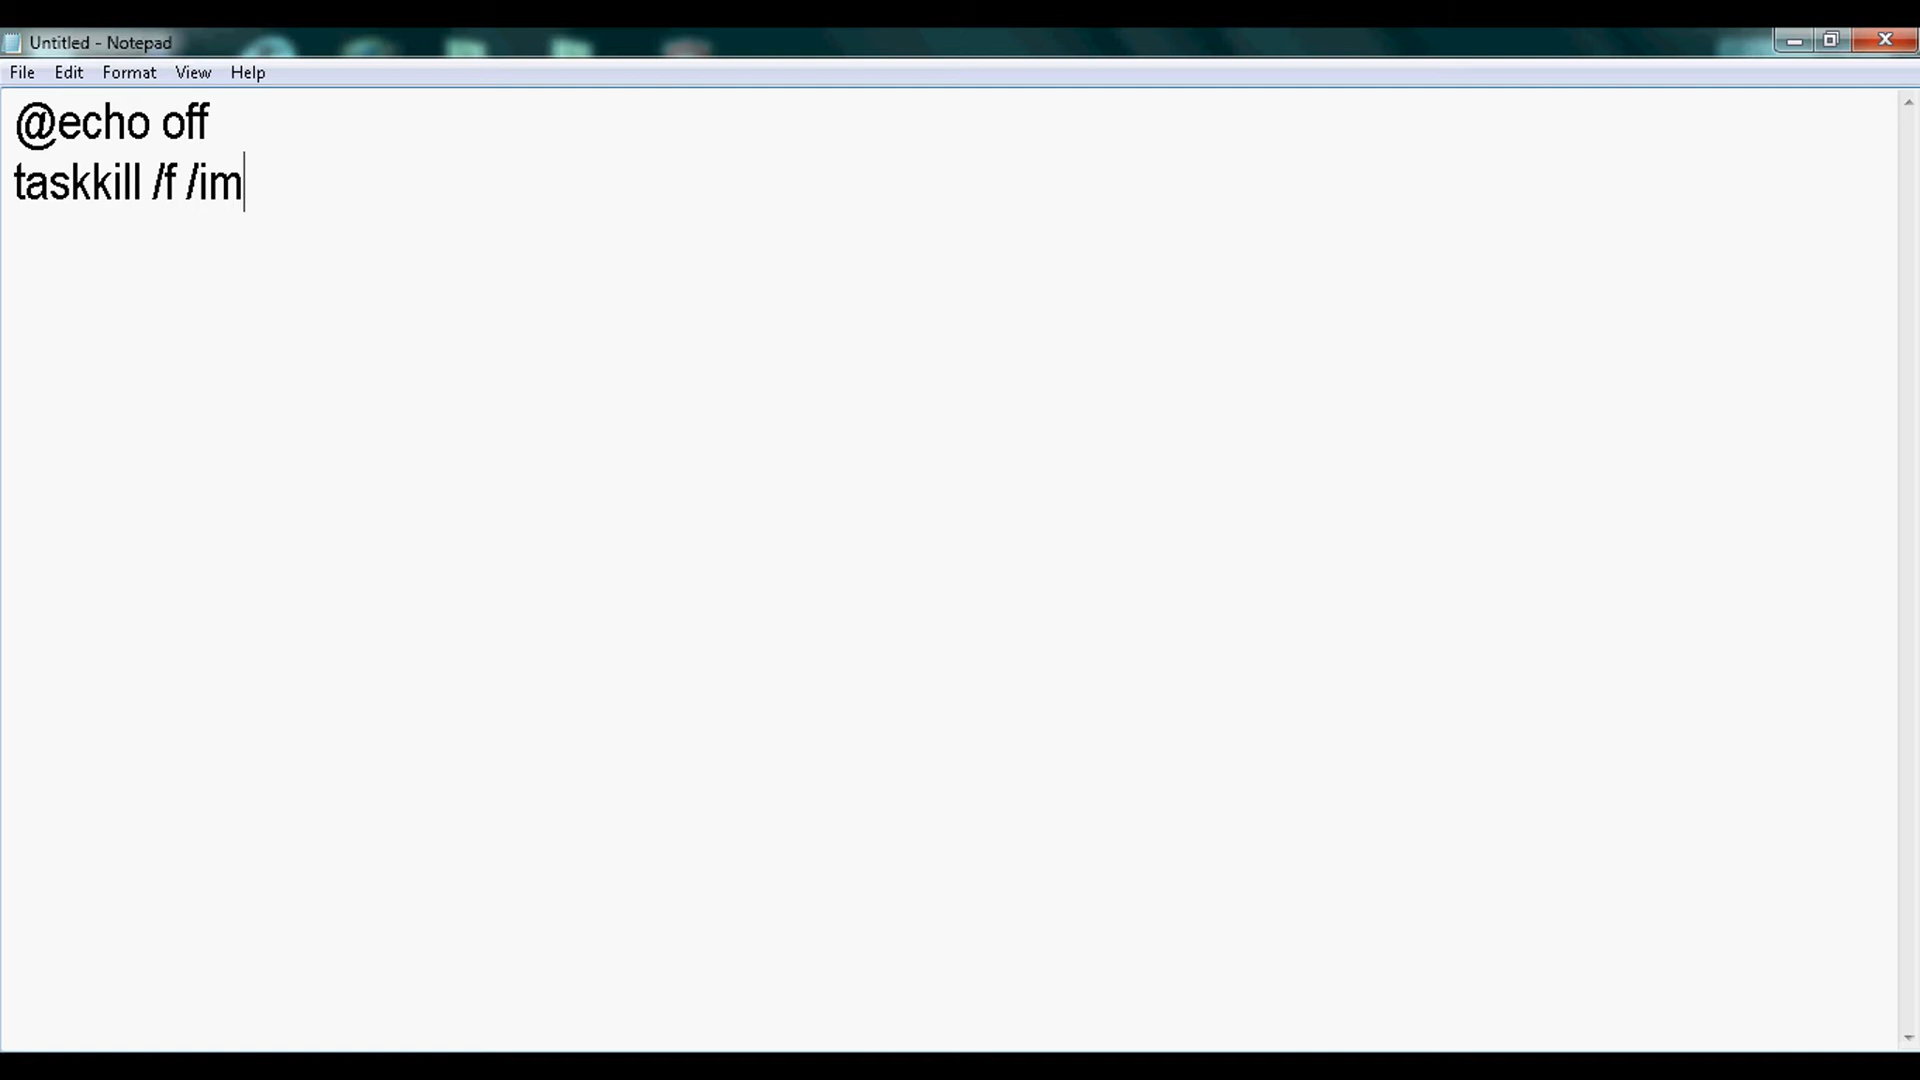 Untitled - Notepad
File Edit Format View Help
@echo off
taskkill /f /im